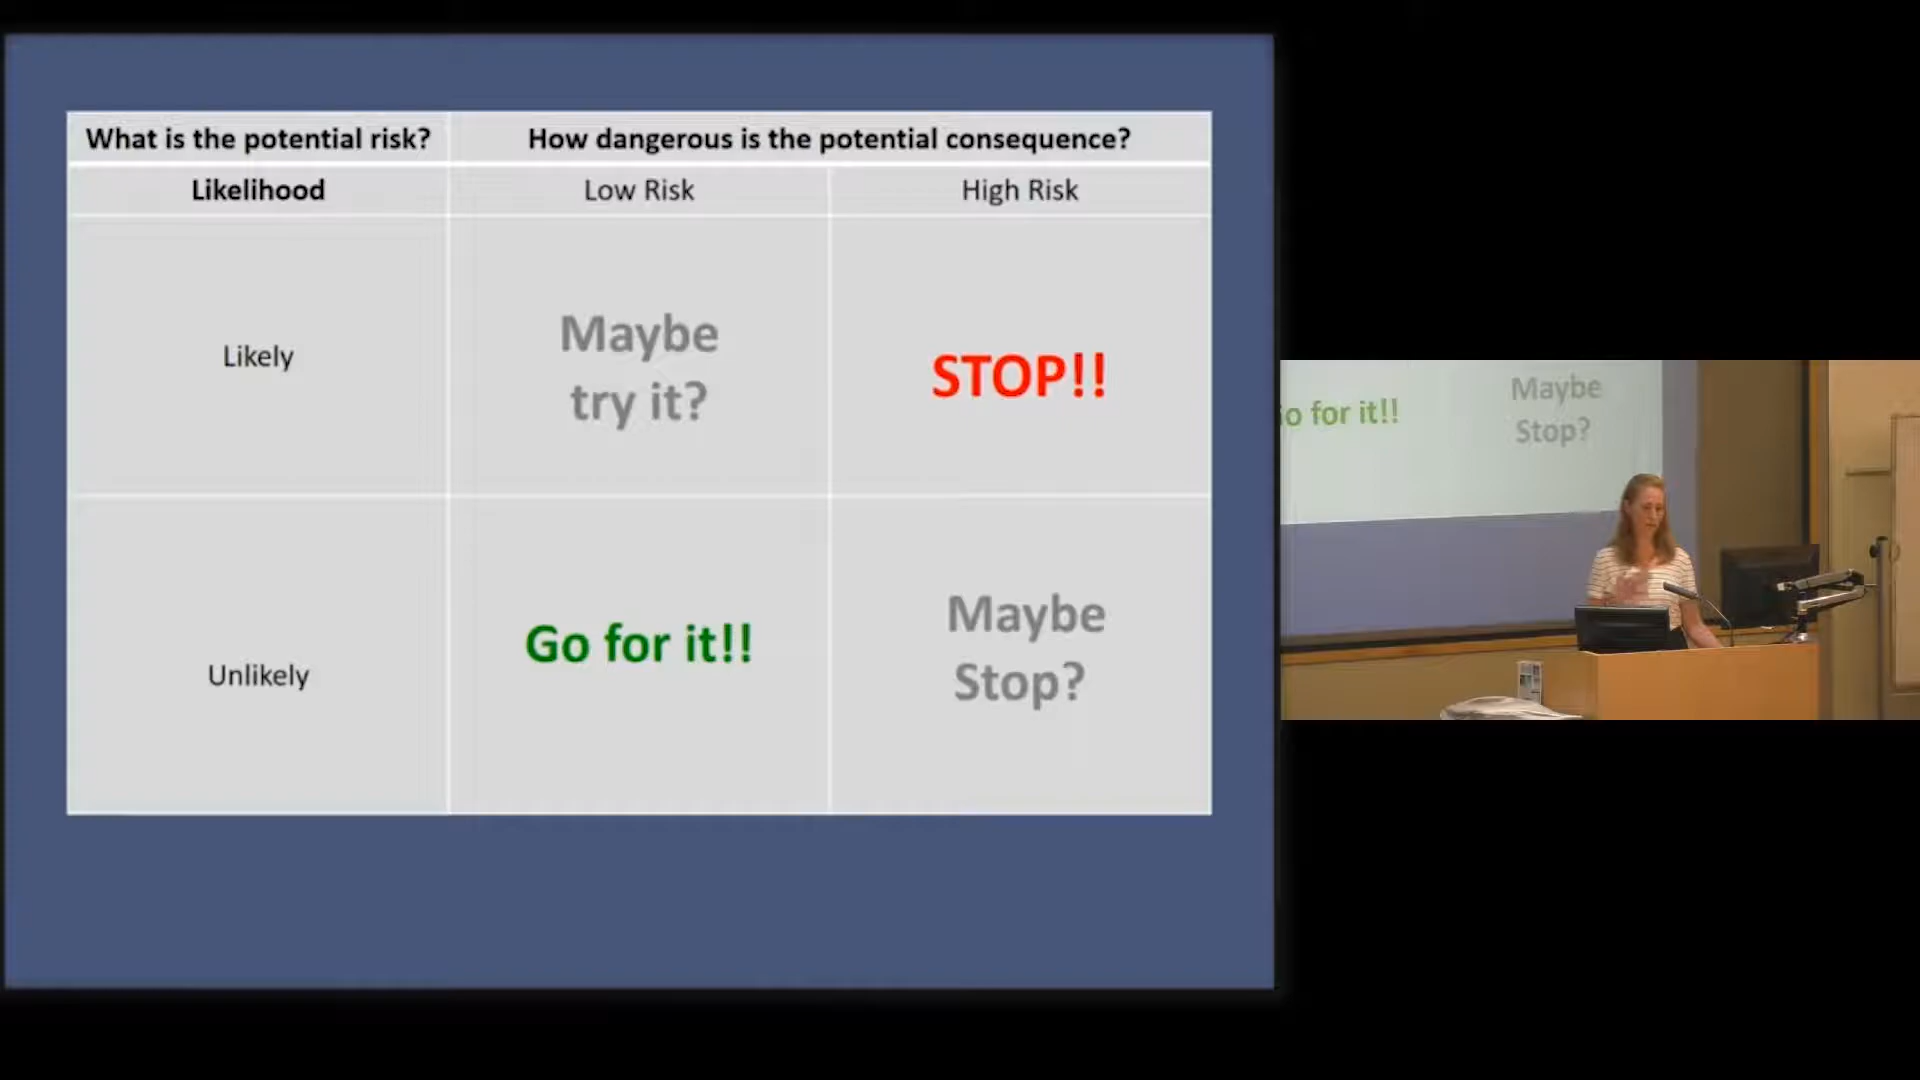 What is the potential risk?
How dangerous is the potential consequence?
Likelihood
Low Risk
High Risk
Likely
Maybe
try it?
STOP!!
Unlikely
Go for it!!
Maybe
Stop?
o for it!!
Maybe
Stop?